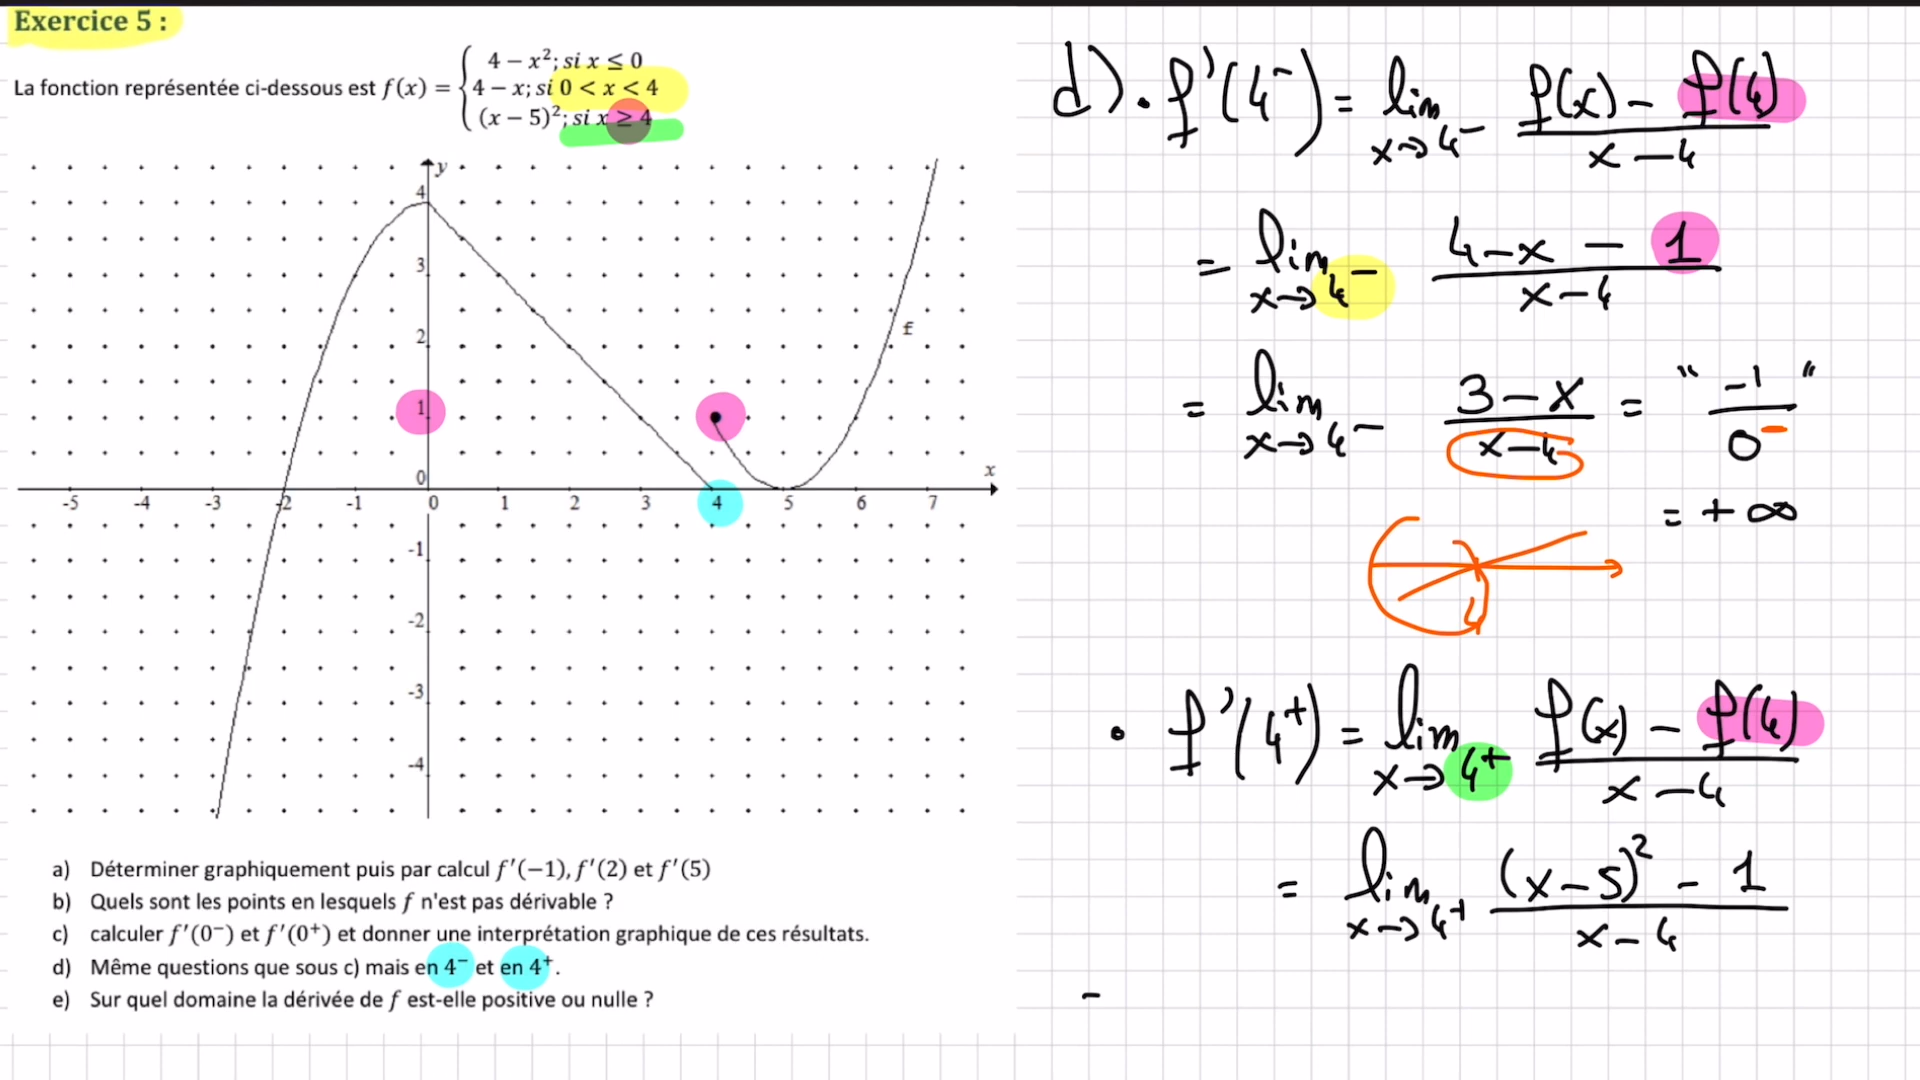 Exercice 5 :
La fonction représentée ci-dessous est f(x) = { 4 − x²; si x ≤ 0
4 − x; si 0 < x < 4
(x − 5)²; si x ≥ 4
y
4
3
2
1
0
f
x
-5 -4 -3 -2 -1 0 1 2 3 4 5 6 7
-1
-2
-3
-4
a) Déterminer graphiquement puis par calcul f′(−1), f′(2) et f′(5)
b) Quels sont les points en lesquels f n'est pas dérivable ?
c) calculer f′(0⁻) et f′(0⁺) et donner une interprétation graphique de ces résultats.
d) Même questions que sous c) mais en 4⁻ et en 4⁺.
e) Sur quel domaine la dérivée de f est-elle positive ou nulle ?
d) • f'(4⁻) = lim x→4⁻ (f(x) − f(4)) / (x − 4)
= lim x→4⁻ (4 − x − 1) / (x − 4)
= lim x→4⁻ (3 − x) / (x − 4) = " −1 / 0⁻ "
= + ∞
4
• f'(4⁺) = lim x→4⁺ (f(x) − f(4)) / (x − 4)
= lim x→4⁺ ((x − 5)² − 1) / (x − 4)
−